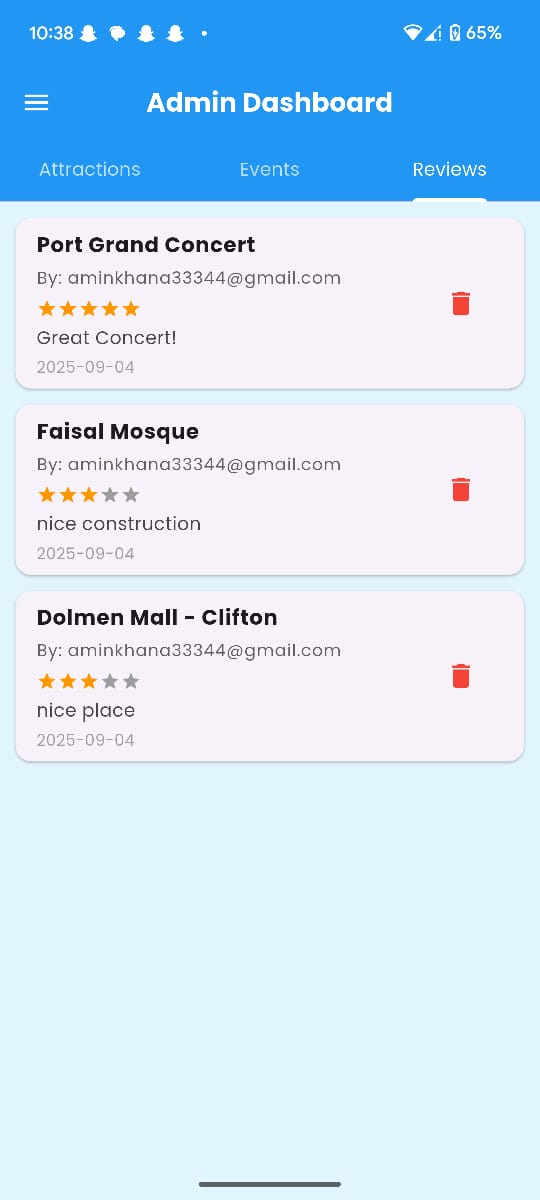 10:38
65%
Admin Dashboard
Attractions
Events
Reviews
Port Grand Concert
By: aminkhana33344@gmail.com
Great Concert!
2025-09-04
Faisal Mosque
By: aminkhana33344@gmail.com
nice construction
2025-09-04
Dolmen Mall - Clifton
By: aminkhana33344@gmail.com
nice place
2025-09-04